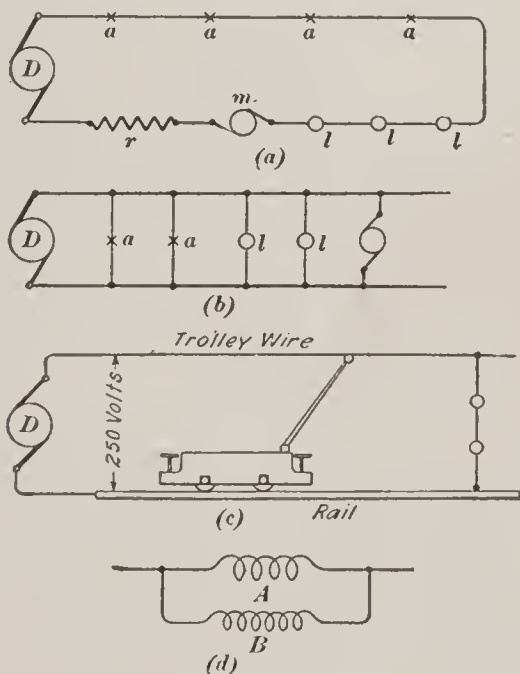 a a a a
D
m.
r l l l
(a)
D a a l l
(b)
Trolley Wire
250 Volts
D
(c) Rail
A
B
(d)